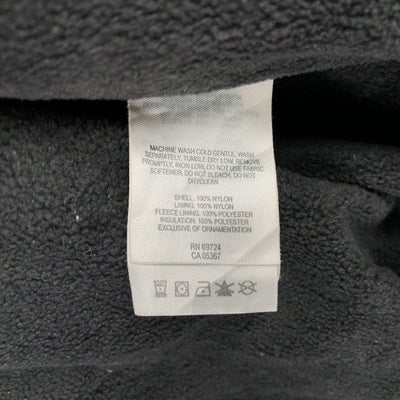 MACHINE WASH COLD GENTLE, WASH
SEPARATELY, TUMBLE DRY LOW, REMOVE
PROMPTLY, IRON LOW, DO NOT USE FABRIC
SOFTENER, DO NOT BLEACH, DO NOT
DRYCLEAN
SHELL: 100% NYLON
LINING: 100% NYLON
FLEECE LINING: 100% POLYESTER
INSULATION: 100% POLYESTER
EXCLUSIVE OF ORNAMENTATION
RN 69724
CA 05367